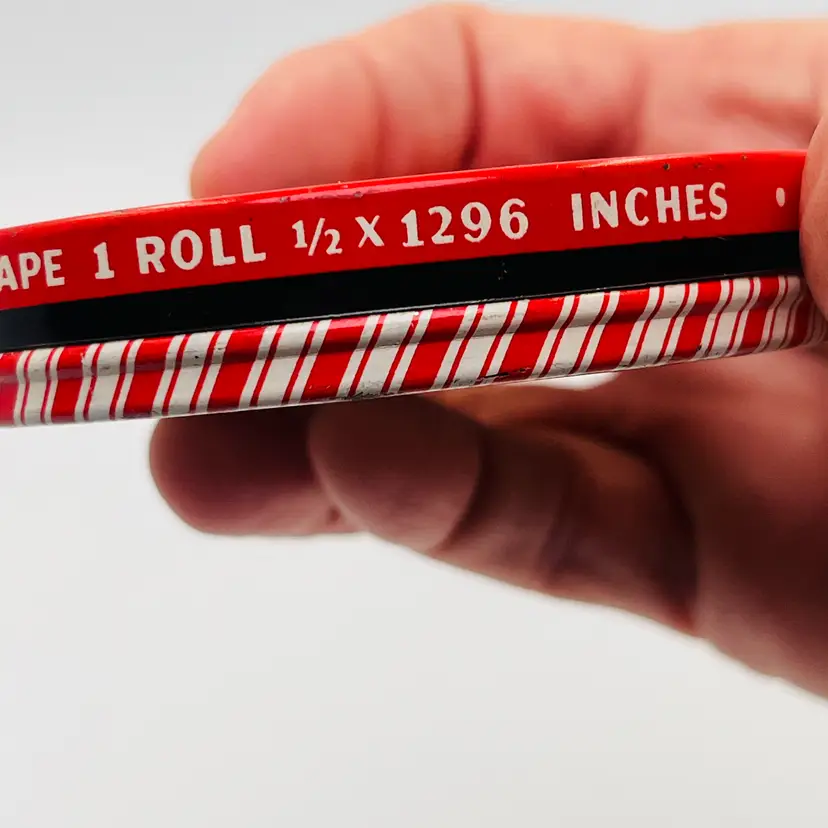 APE 1 ROLL ½ X 1296 INCHES •